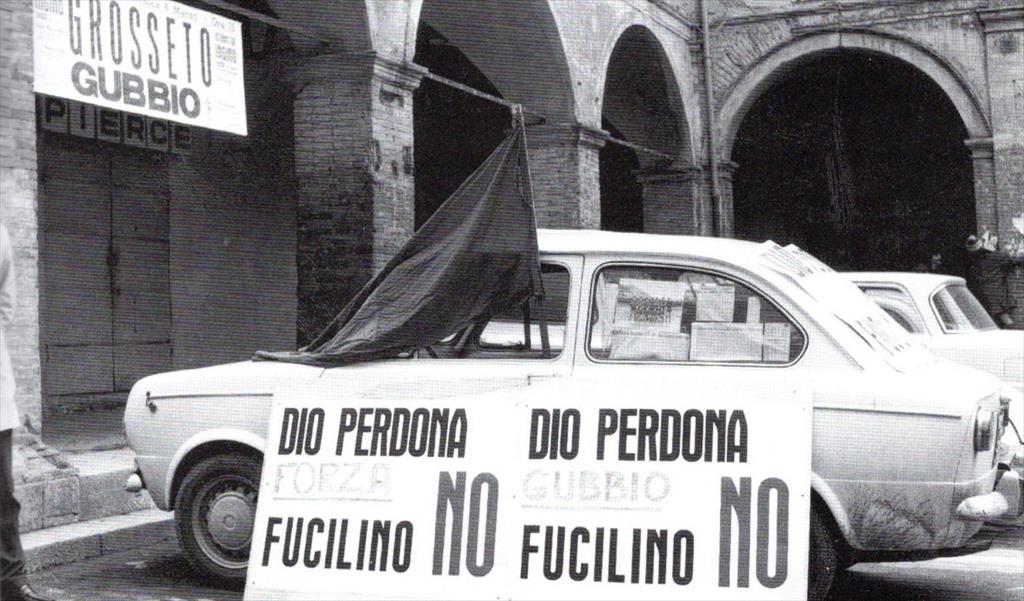 GROSSETO
GUBBIO
PIERCE
DIO PERDONA
FORZA
FUCILINO
NO
DIO PERDONA
GUBBIO
FUCILINO
NO